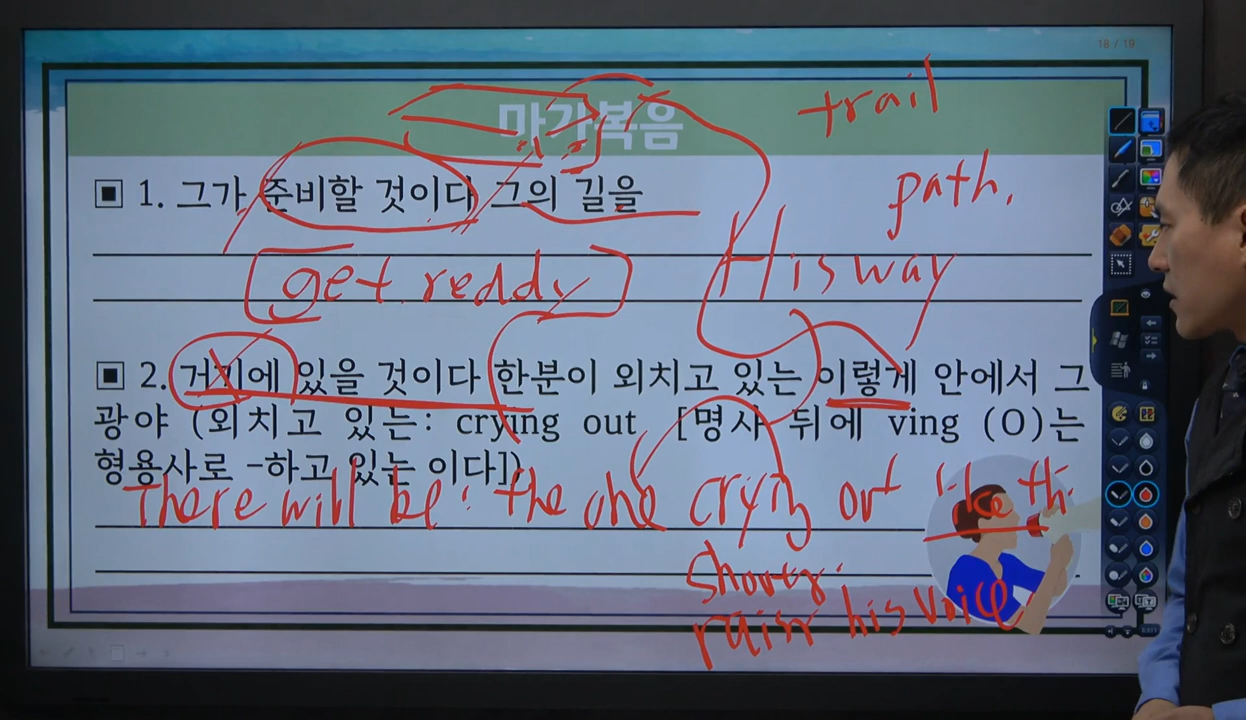 18 / 19
마가복음
trail
path.
▣ 1. 그가 준비할 것이다 그의 길을
get reddy His way
▣ 2. 거기에 있을 것이다 한분이 외치고 있는 이렇게 안에서 그
광야 (외치고 있는: crying out [명사 뒤에 ving (O)는
형용사로 -하고 있는 이다])
There will be the one crying out like th
shouts
raise his voice